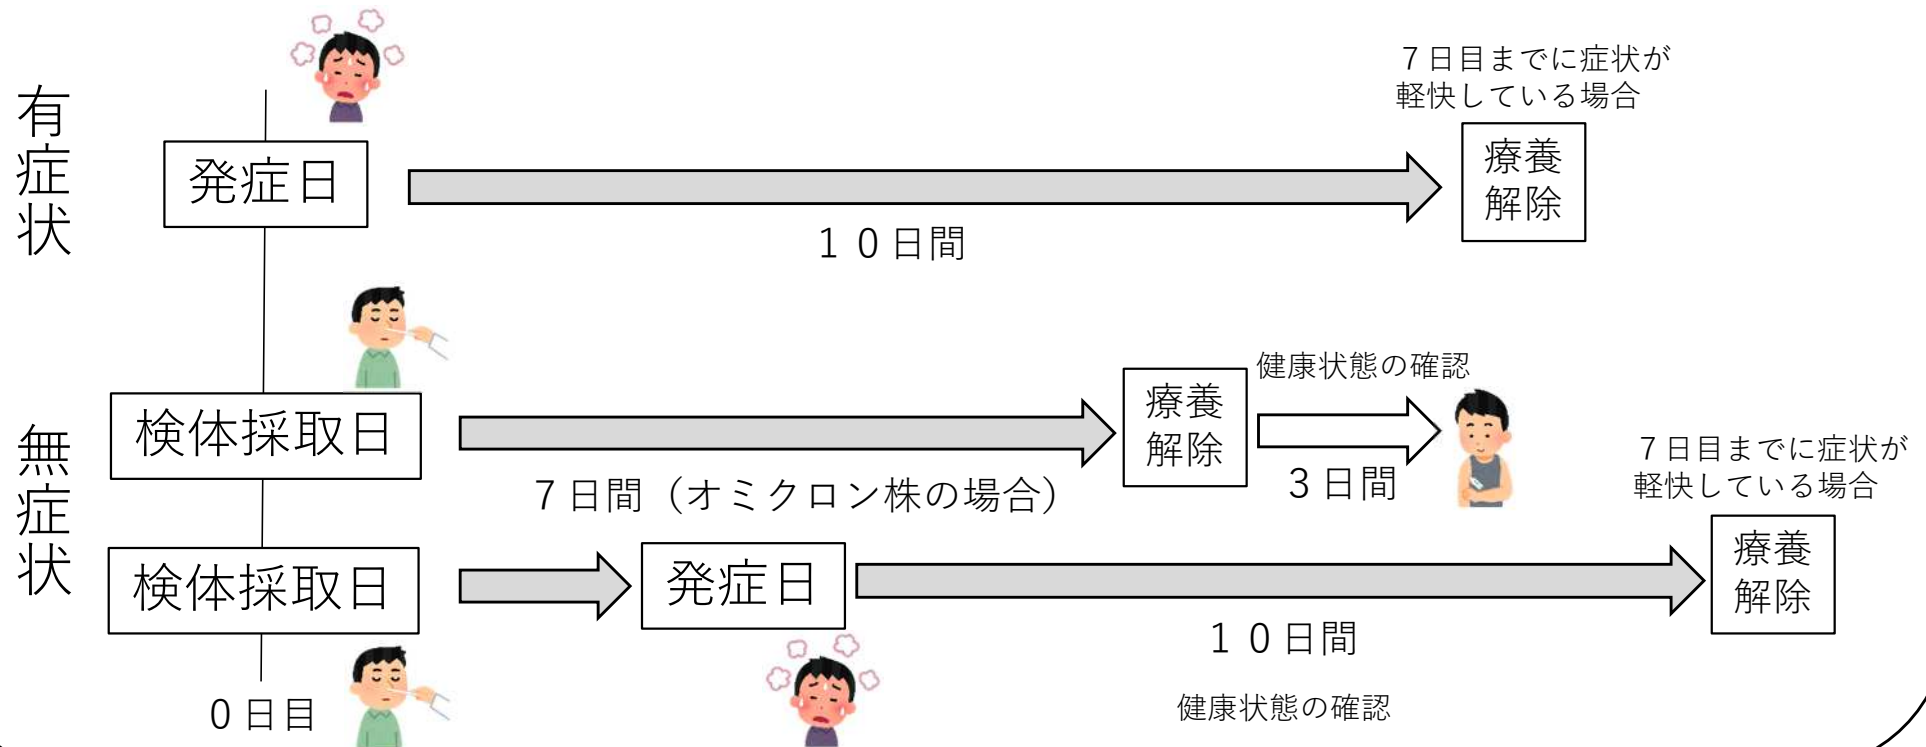 有症状
７日目までに症状が
軽快している場合
発症日
療養
解除
１０日間
無症状
検体採取日
７日間（オミクロン株の場合）
療養
解除
健康状態の確認
３日間
７日目までに症状が
軽快している場合
検体採取日
発症日
療養
解除
１０日間
０日目
健康状態の確認